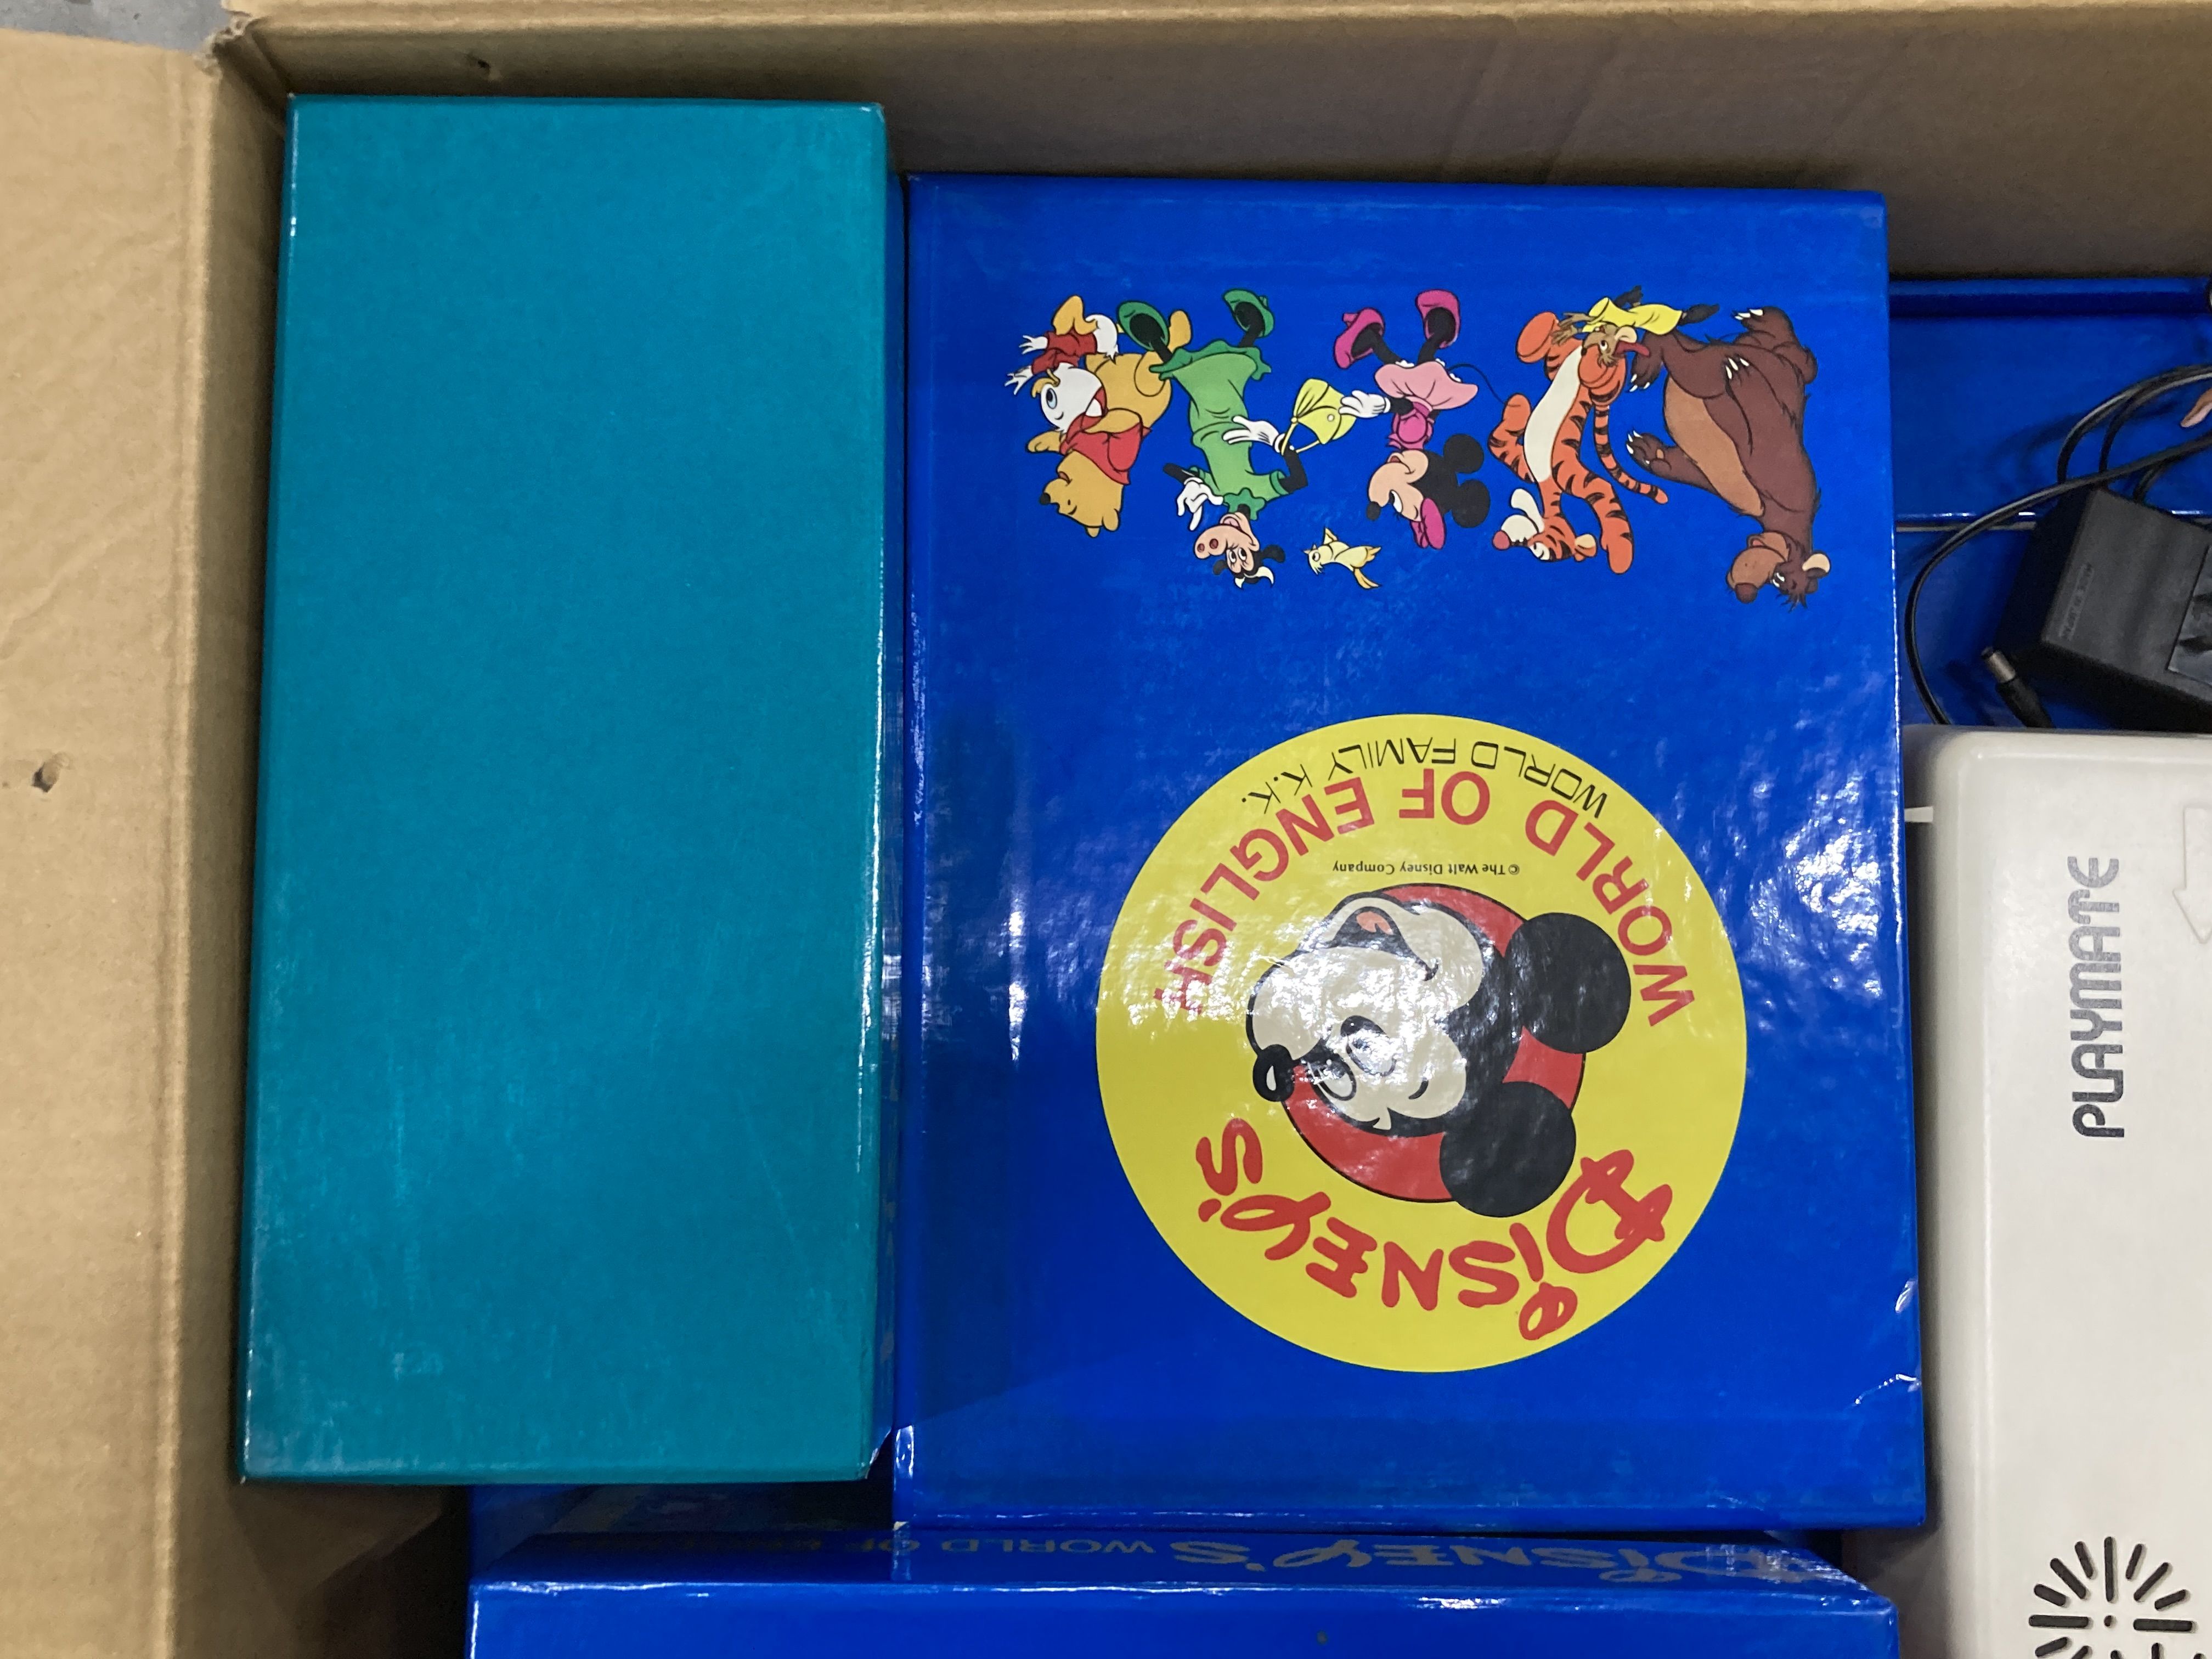 DISNEY'S
WORLD OF ENGLISH
WORLD FAMILY K.K.
©The Walt Disney Company
PLAYMATE
DISNEY'S WORLD OF